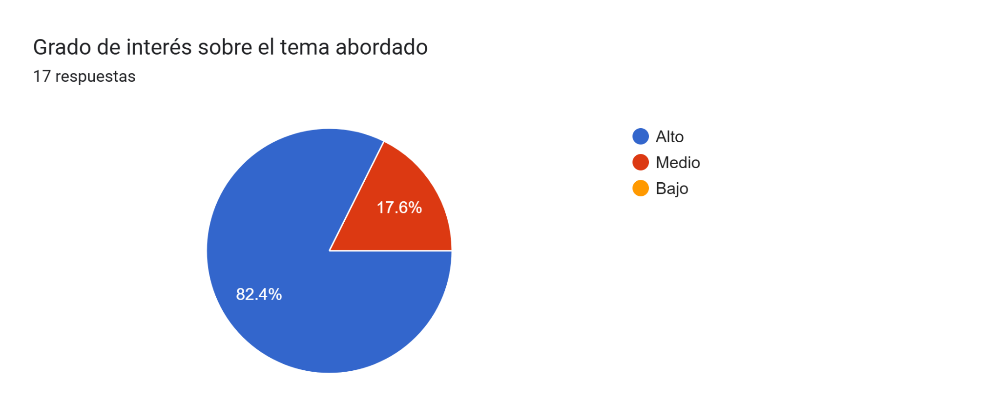 Grado de interés sobre el tema abordado
17 respuestas
Alto
Medio
Bajo
17.6%
82.4%